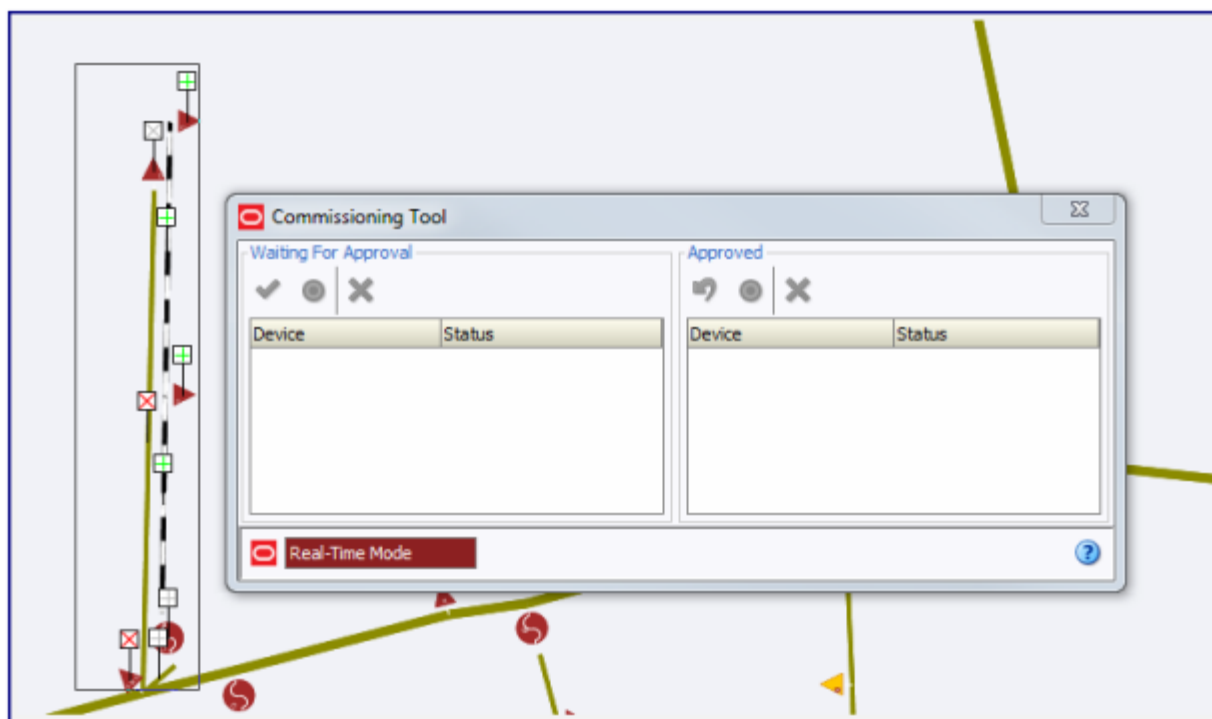 Commissioning Tool
Waiting For Approval
Approved
Device Status
Device Status
Real-Time Mode
?